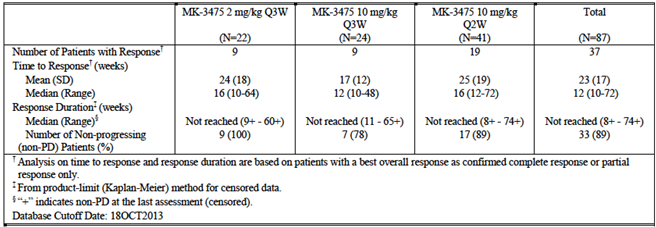 MK-3475 2 mg/kg Q3W MK-3475 10 mg/kg Q3W MK-3475 10 mg/kg Q2W Total
(N=22) (N=24) (N=41) (N=87)
Number of Patients with Response† 9 9 19 37
Time to Response† (weeks)
Mean (SD) 24 (18) 17 (12) 25 (19) 23 (17)
Median (Range) 16 (10-64) 12 (10-48) 16 (12-72) 12 (10-72)
Response Duration‡ (weeks)
Median (Range)§ Not reached (9+ - 60+) Not reached (11 - 65+) Not reached (8+ - 74+) Not reached (8+ - 74+)
Number of Non-progressing (non-PD) Patients (%) 9 (100) 7 (78) 17 (89) 33 (89)
† Analysis on time to response and response duration are based on patients with a best overall response as confirmed complete response or partial
response only.
‡ From product-limit (Kaplan-Meier) method for censored data.
§ “+” indicates non-PD at the last assessment (censored).
Database Cutoff Date: 18OCT2013